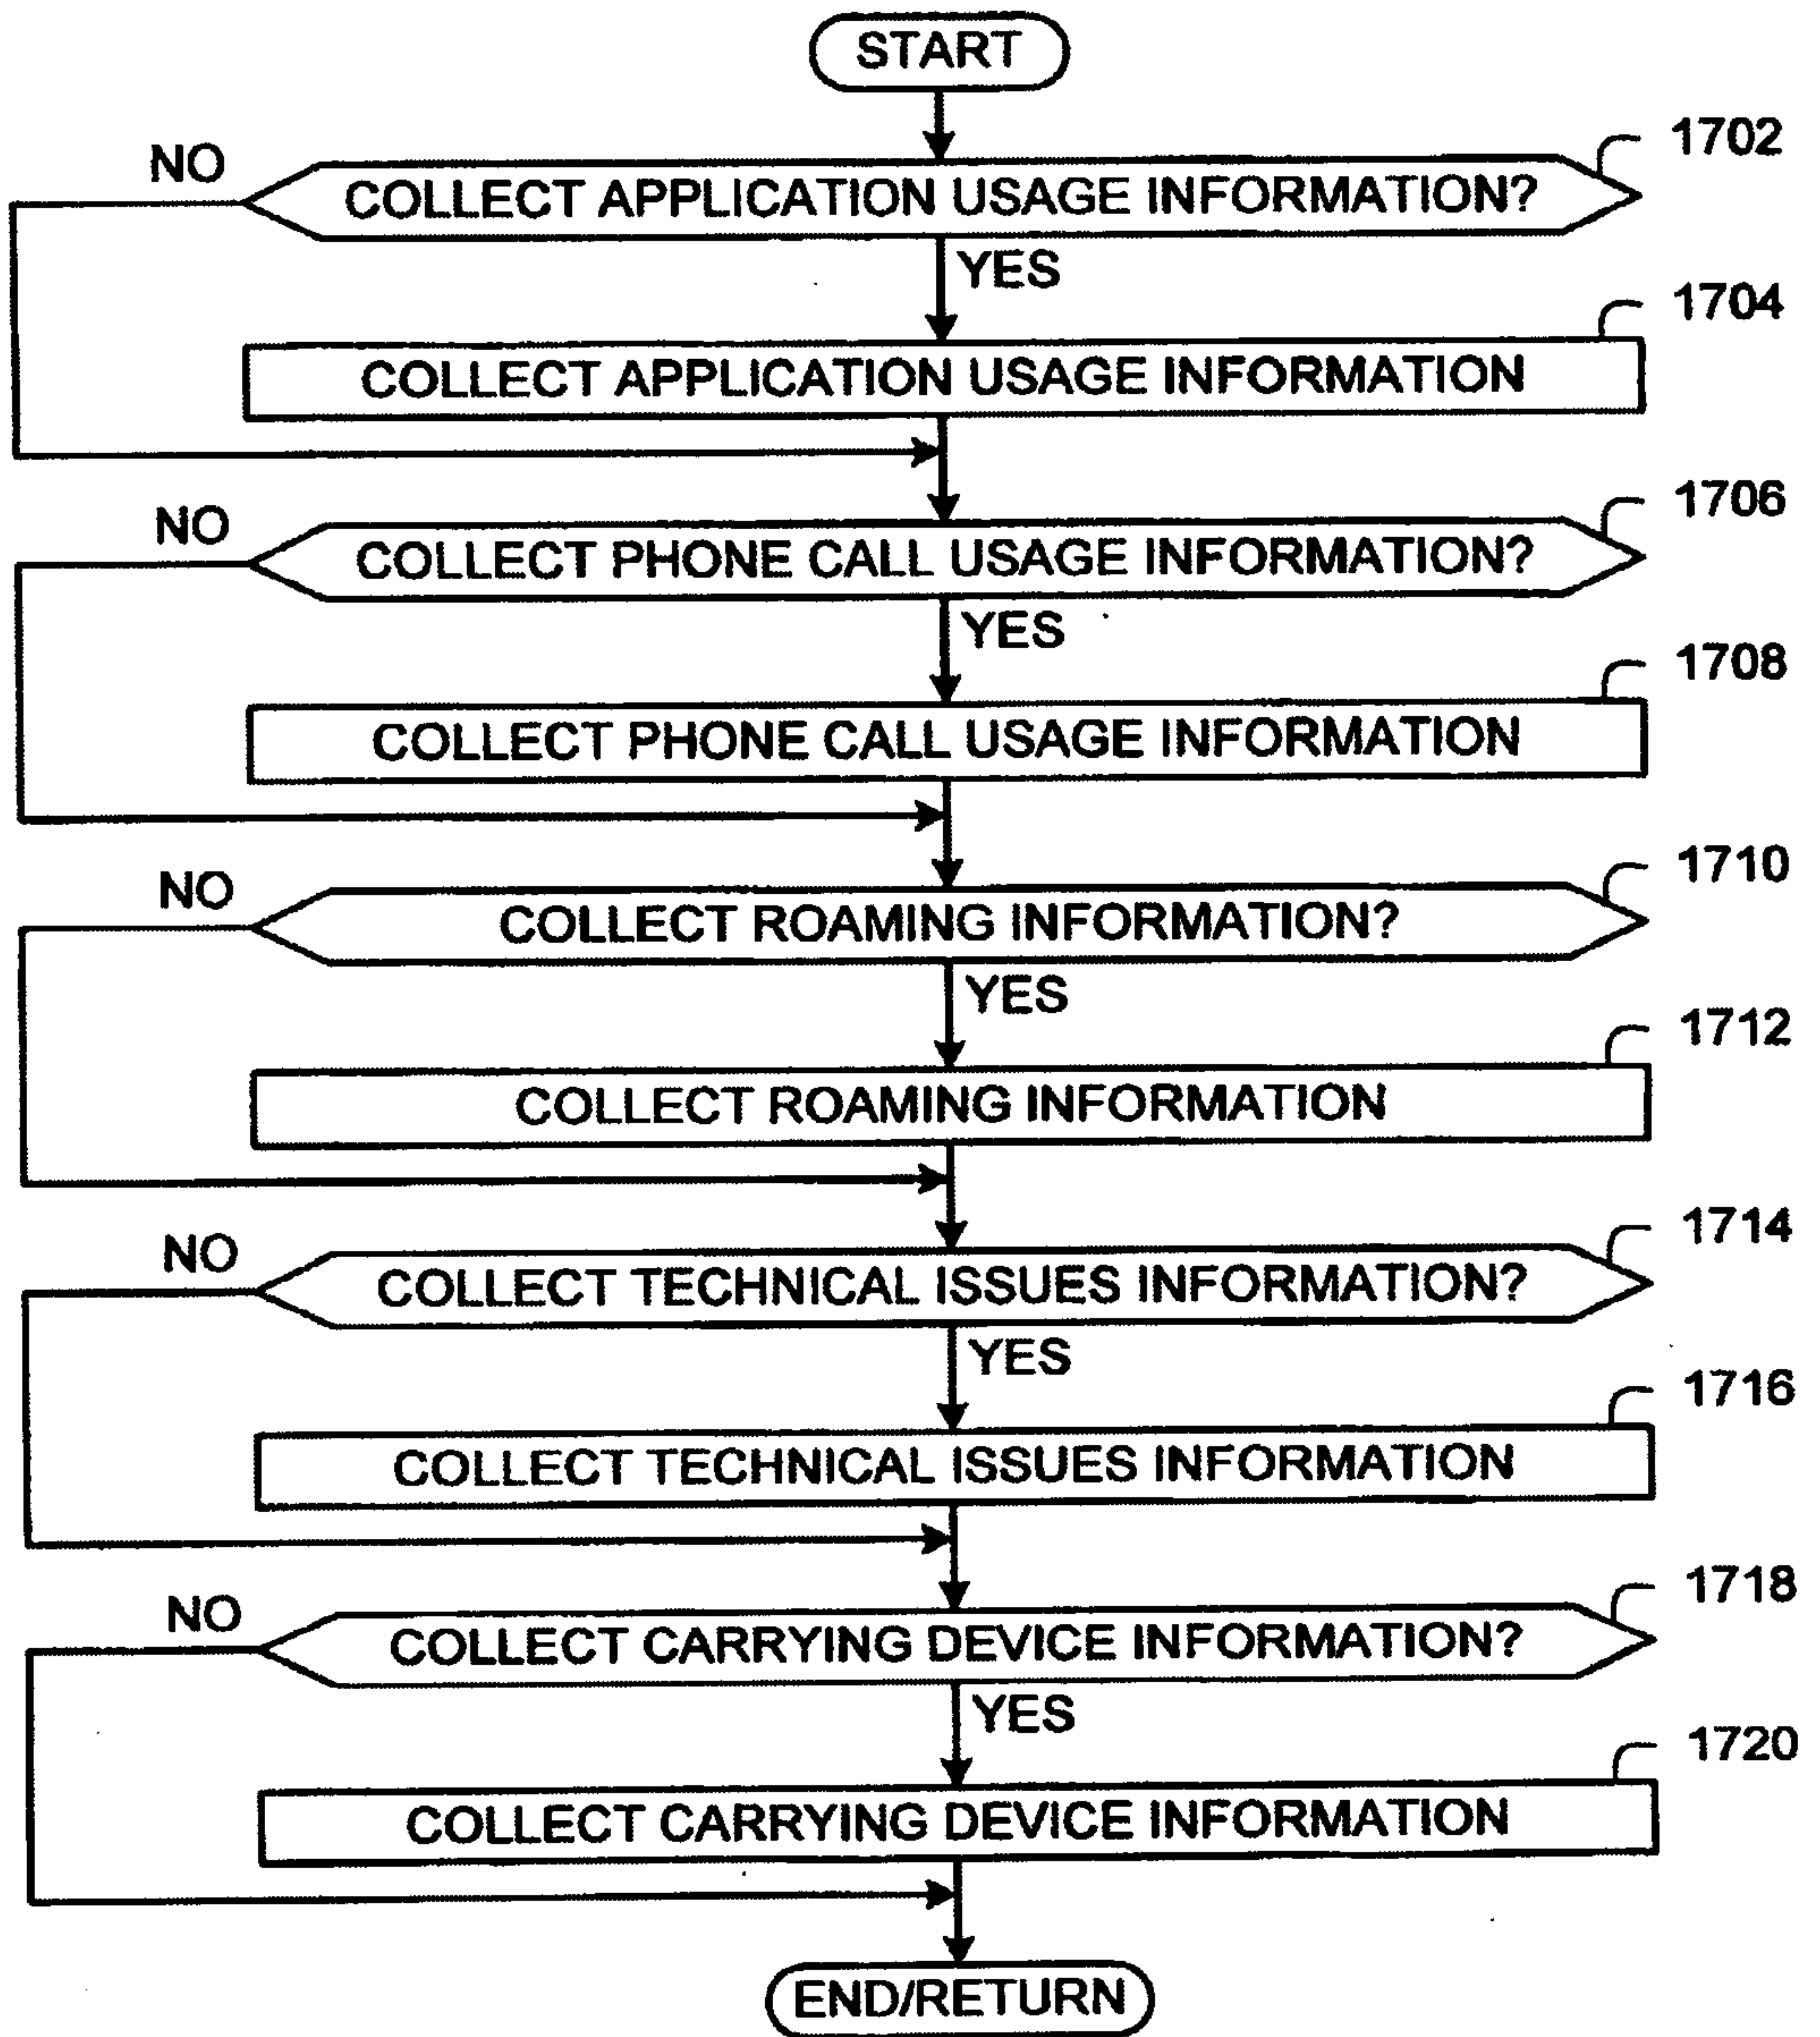 START
1702
NO
COLLECT APPLICATION USAGE INFORMATION?
YES
1704
COLLECT APPLICATION USAGE INFORMATION
1706
NO
COLLECT PHONE CALL USAGE INFORMATION?
YES
1708
COLLECT PHONE CALL USAGE INFORMATION
1710
NO
COLLECT ROAMING INFORMATION?
YES
1712
COLLECT ROAMING INFORMATION
1714
NO
COLLECT TECHNICAL ISSUES INFORMATION?
YES
1716
COLLECT TECHNICAL ISSUES INFORMATION
1718
NO
COLLECT CARRYING DEVICE INFORMATION?
YES
1720
COLLECT CARRYING DEVICE INFORMATION
END/RETURN